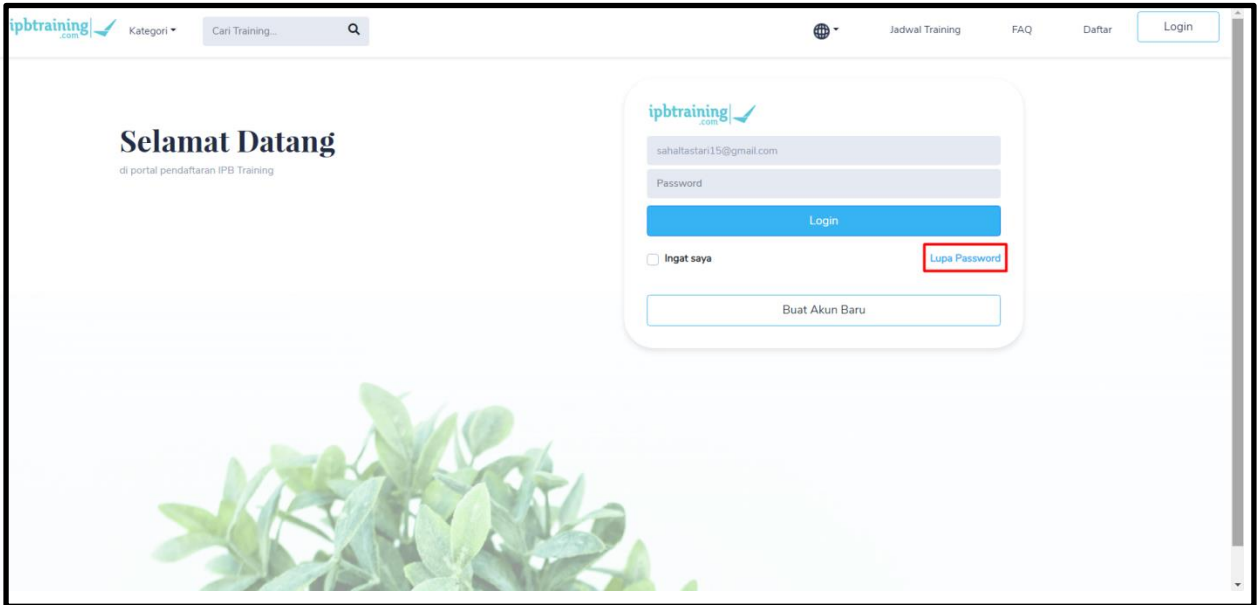 ipbtraining
.com
Kategori
Cari Training...
Jadwal Training
FAQ
Daftar
Login
Selamat Datang
di portal pendaftaran IPB Training
ipbtraining
.com
sahaltastari15@gmail.com
Password
Login
Ingat saya
Lupa Password
Buat Akun Baru